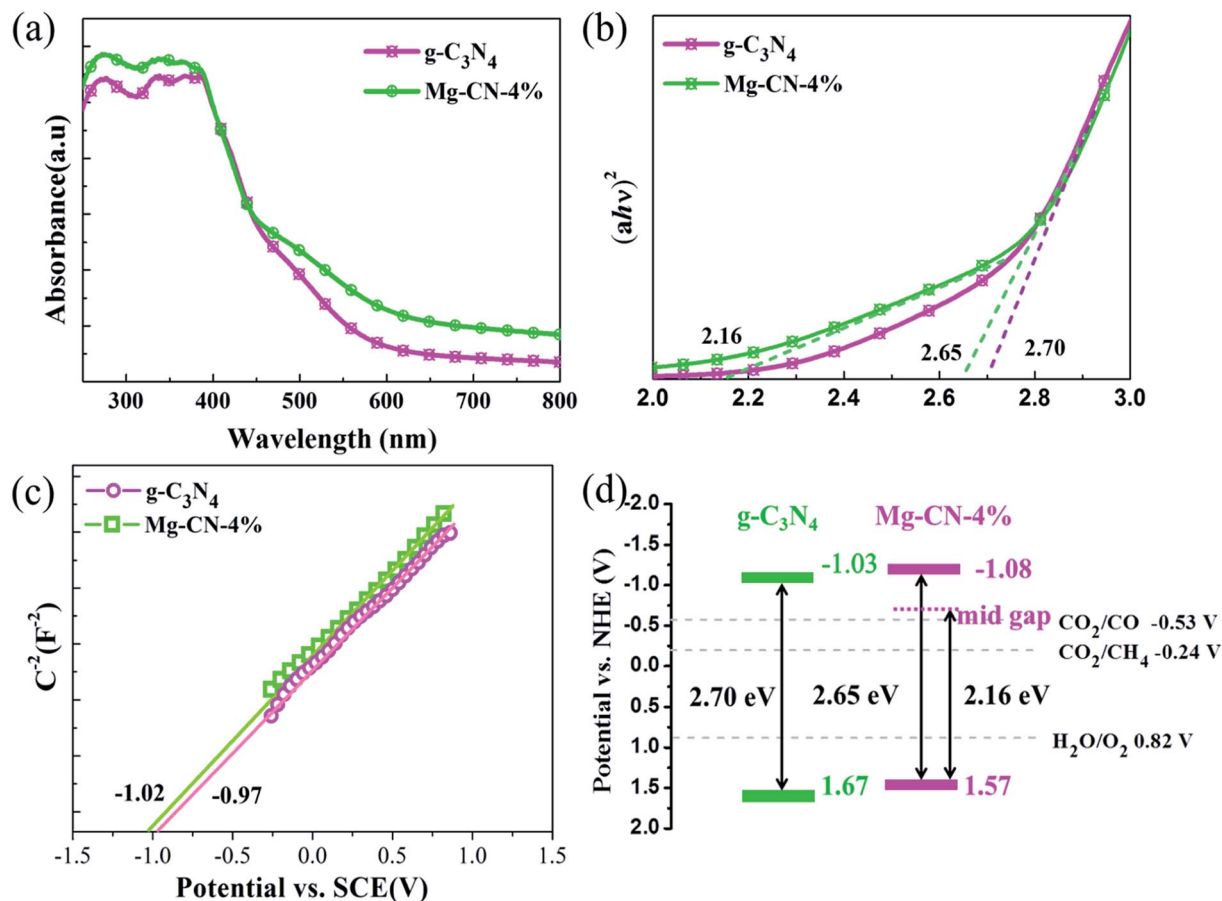 (a)
g-C₃N₄
Mg-CN-4%
Absorbance(a.u)
300 400 500 600 700 800
Wavelength (nm)
(b)
g-C₃N₄
Mg-CN-4%
(ahν)²
2.16
2.65
2.70
2.0 2.2 2.4 2.6 2.8 3.0
(c)
g-C₃N₄
Mg-CN-4%
C⁻²(F⁻²)
-1.02
-0.97
-1.5 -1.0 -0.5 0.0 0.5 1.0 1.5
Potential vs. SCE(V)
(d)
Potential vs. NHE (V)
-2.0
-1.5
-1.0
-0.5
0.0
0.5
1.0
1.5
2.0
g-C₃N₄
Mg-CN-4%
-1.03
-1.08
mid gap
CO₂/CO -0.53 V
CO₂/CH₄ -0.24 V
2.70 eV
2.65 eV
2.16 eV
H₂O/O₂ 0.82 V
1.67
1.57